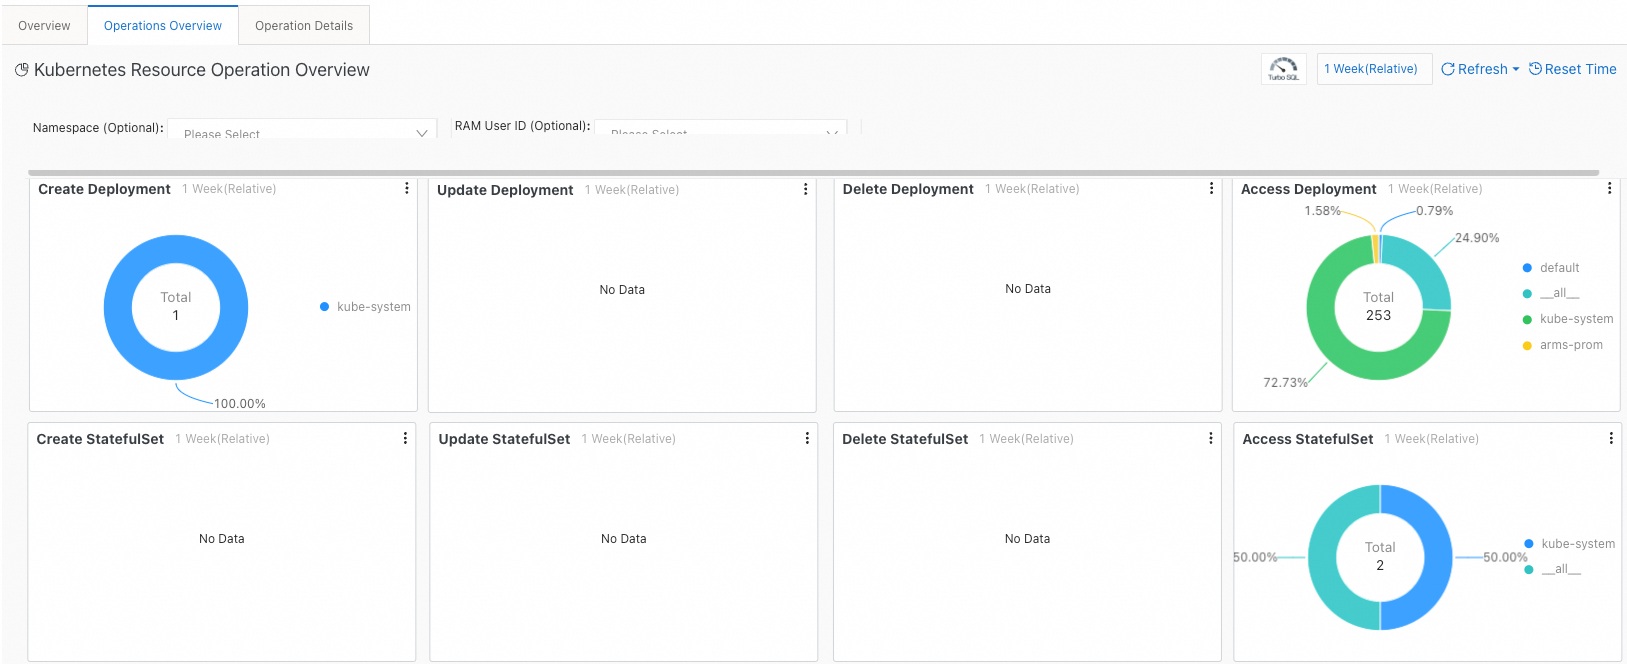 Overview
Operations Overview
Operation Details
Kubernetes Resource Operation Overview
Turbo SQL
1 Week(Relative)
Refresh
Reset Time
Namespace (Optional):
Please Select
RAM User ID (Optional):
Please Select
Create Deployment 1 Week(Relative)
Total
1
kube-system
100.00%
Update Deployment 1 Week(Relative)
No Data
Delete Deployment 1 Week(Relative)
No Data
Access Deployment 1 Week(Relative)
1.58%
0.79%
24.90%
Total
253
72.73%
default
__all__
kube-system
arms-prom
Create StatefulSet 1 Week(Relative)
No Data
Update StatefulSet 1 Week(Relative)
No Data
Delete StatefulSet 1 Week(Relative)
No Data
Access StatefulSet 1 Week(Relative)
50.00%
Total
2
50.00%
kube-system
__all__